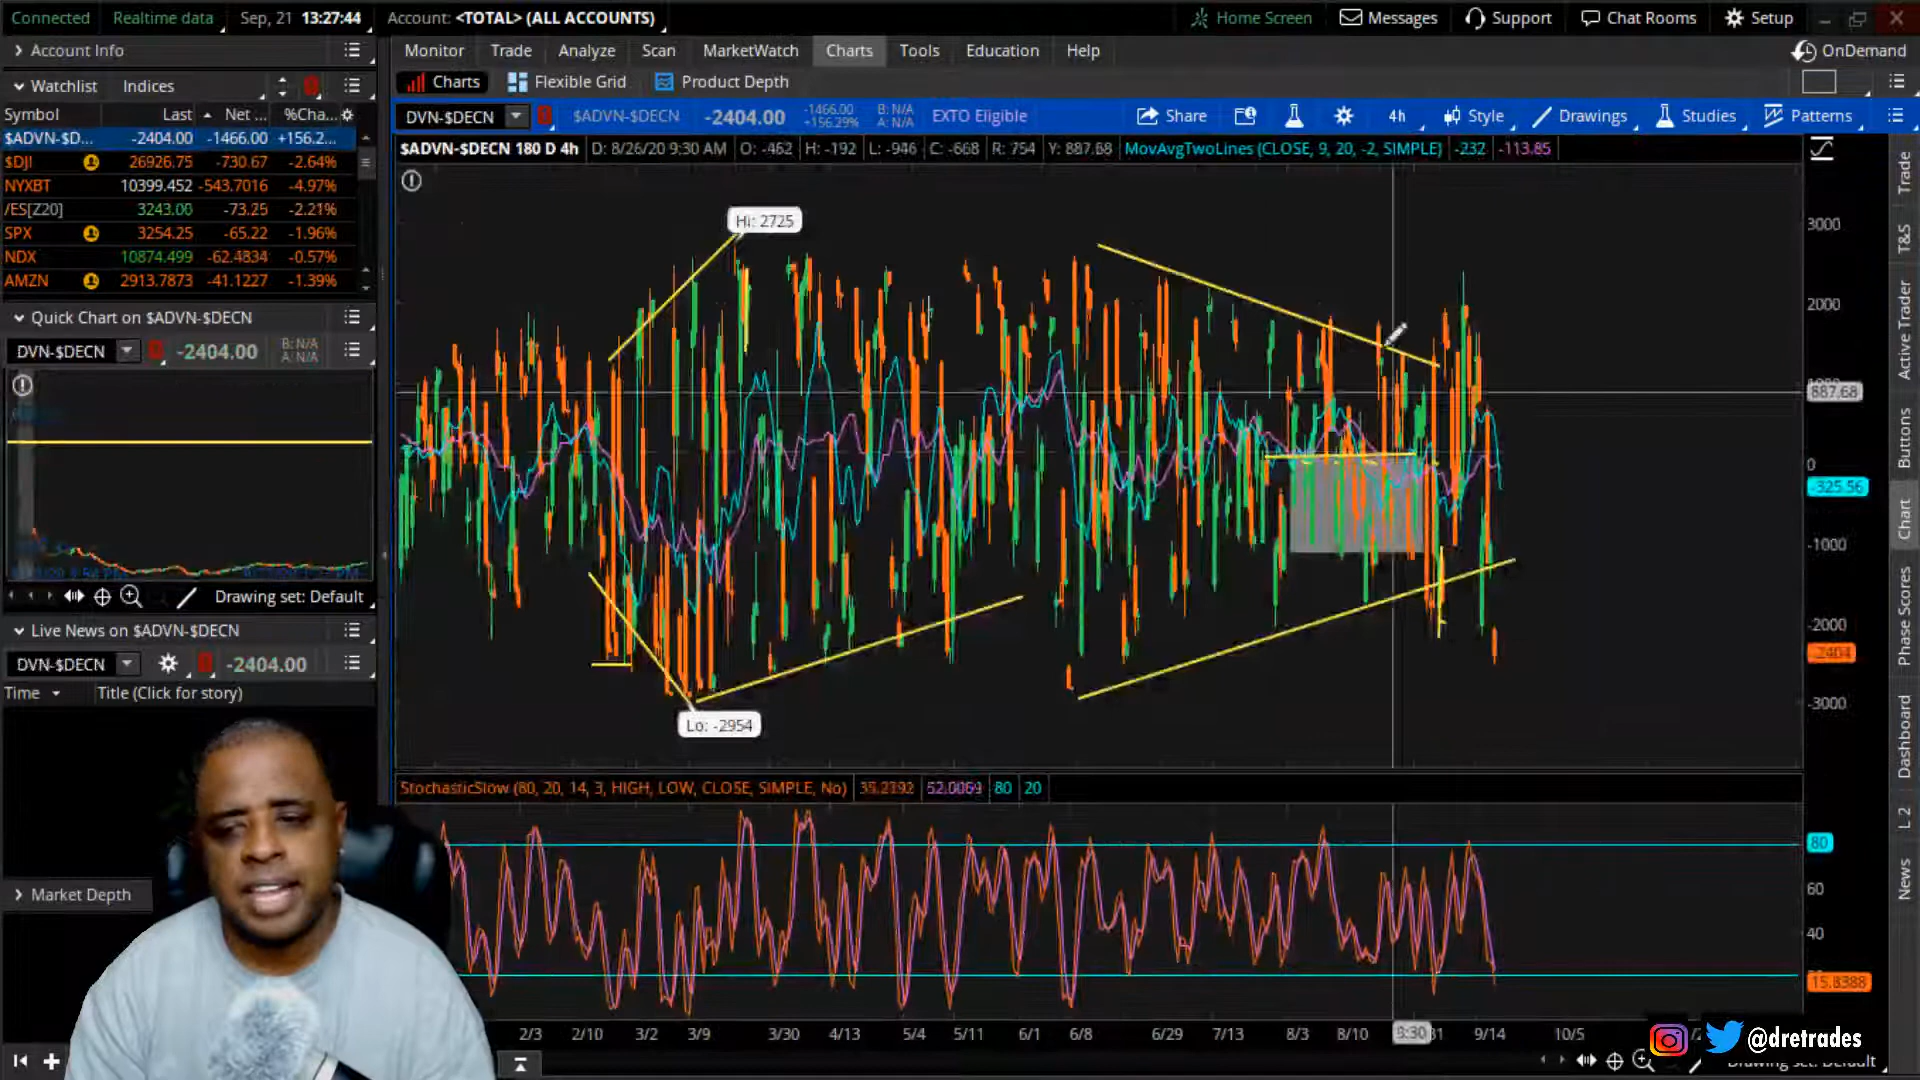 Connected Realtime data Sep, 21 13:27:44 Account: <TOTAL> (ALL ACCOUNTS) Home Screen Messages Support Chat Rooms Setup
Account Info Monitor Trade Analyze Scan MarketWatch Charts Tools Education Help OnDemand
Watchlist Indices Charts Flexible Grid Product Depth
Symbol Last Net ... %Cha...
DVN-$DECN $ADVN-$DECN -2404.00 -1466.00 +156.29% B: N/A A: N/A EXTO Eligible Share 4h Style Drawings Studies Patterns
$ADVN-$D... -2404.00 -1466.00 +156.2...
$DJI 26926.75 -730.67 -2.64%
NYXBT 10399.452 -543.7016 -4.97%
/ES[Z20] 3243.00 -73.25 -2.21%
SPX 3254.25 -65.22 -1.96%
NDX 10874.499 -62.4834 -0.57%
AMZN 2913.7873 -41.1227 -1.39%
$ADVN-$DECN 180 D 4h D: 8/26/20 9:30 AM O: -462 H: -192 L: -946 C: -668 R: 754 Y: 887.68 MovAvgTwoLines (CLOSE, 9, 20, -2, SIMPLE) -232 -113.85
Quick Chart on $ADVN-$DECN
DVN-$DECN -2404.00 B: N/A A: N/A
Drawing set: Default
Live News on $ADVN-$DECN
DVN-$DECN -2404.00
Time Title (Click for story)
Market Depth
Hi: 2725
Lo: -2954
3000
2000
887.68
0
-325.56
-1000
-2000
-2404
-3000
StochasticSlow (80, 20, 14, 3, HIGH, LOW, CLOSE, SIMPLE, No) 35.2192 52.0069 80 20
80
60
40
15.8388
2/3 2/10 3/2 3/9 3/30 4/13 5/4 5/11 6/1 6/8 6/29 7/13 8/3 8/10 9:30 9/14 10/5
@dretrades
Drawing set: Default
Trade
T&S
Active Trader
Buttons
Chart
Phase Scores
Dashboard
L 2
News